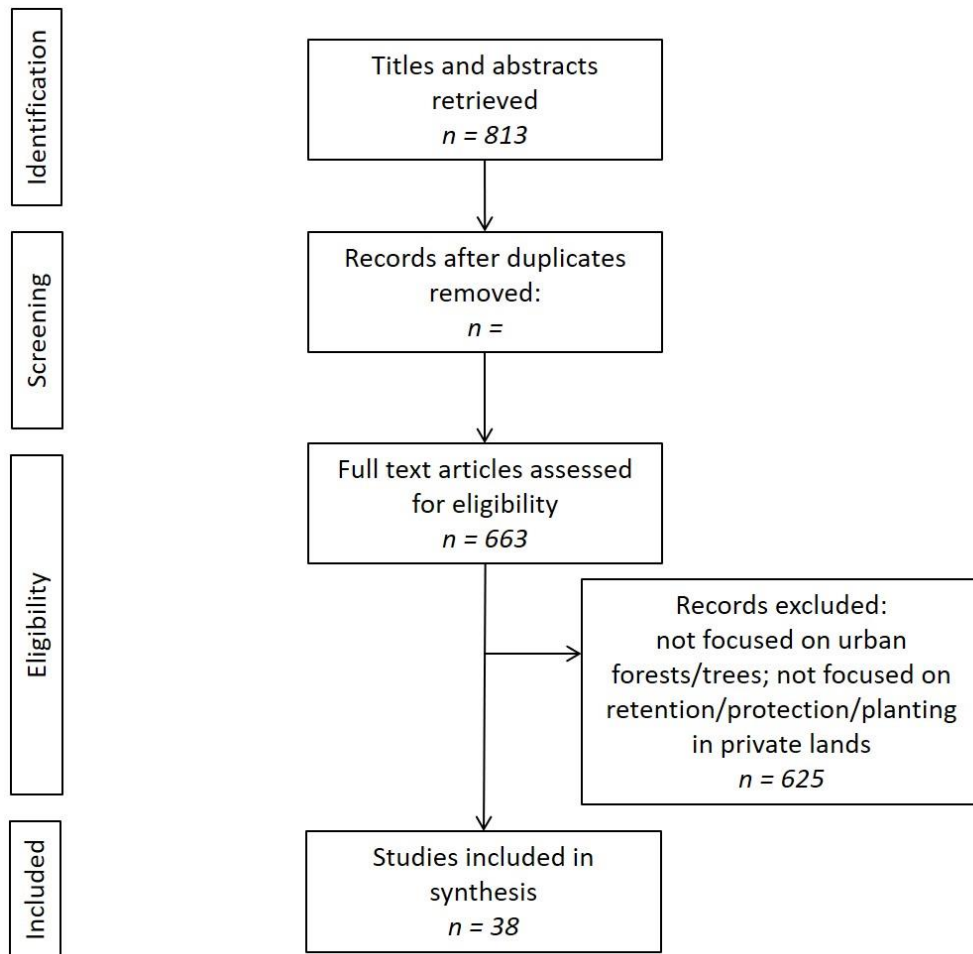 Identification
Titles and abstracts
retrieved
n = 813
Screening
Records after duplicates
removed:
n =
Eligibility
Full text articles assessed
for eligibility
n = 663
Records excluded:
not focused on urban
forests/trees; not focused on
retention/protection/planting
in private lands
n = 625
Included
Studies included in
synthesis
n = 38